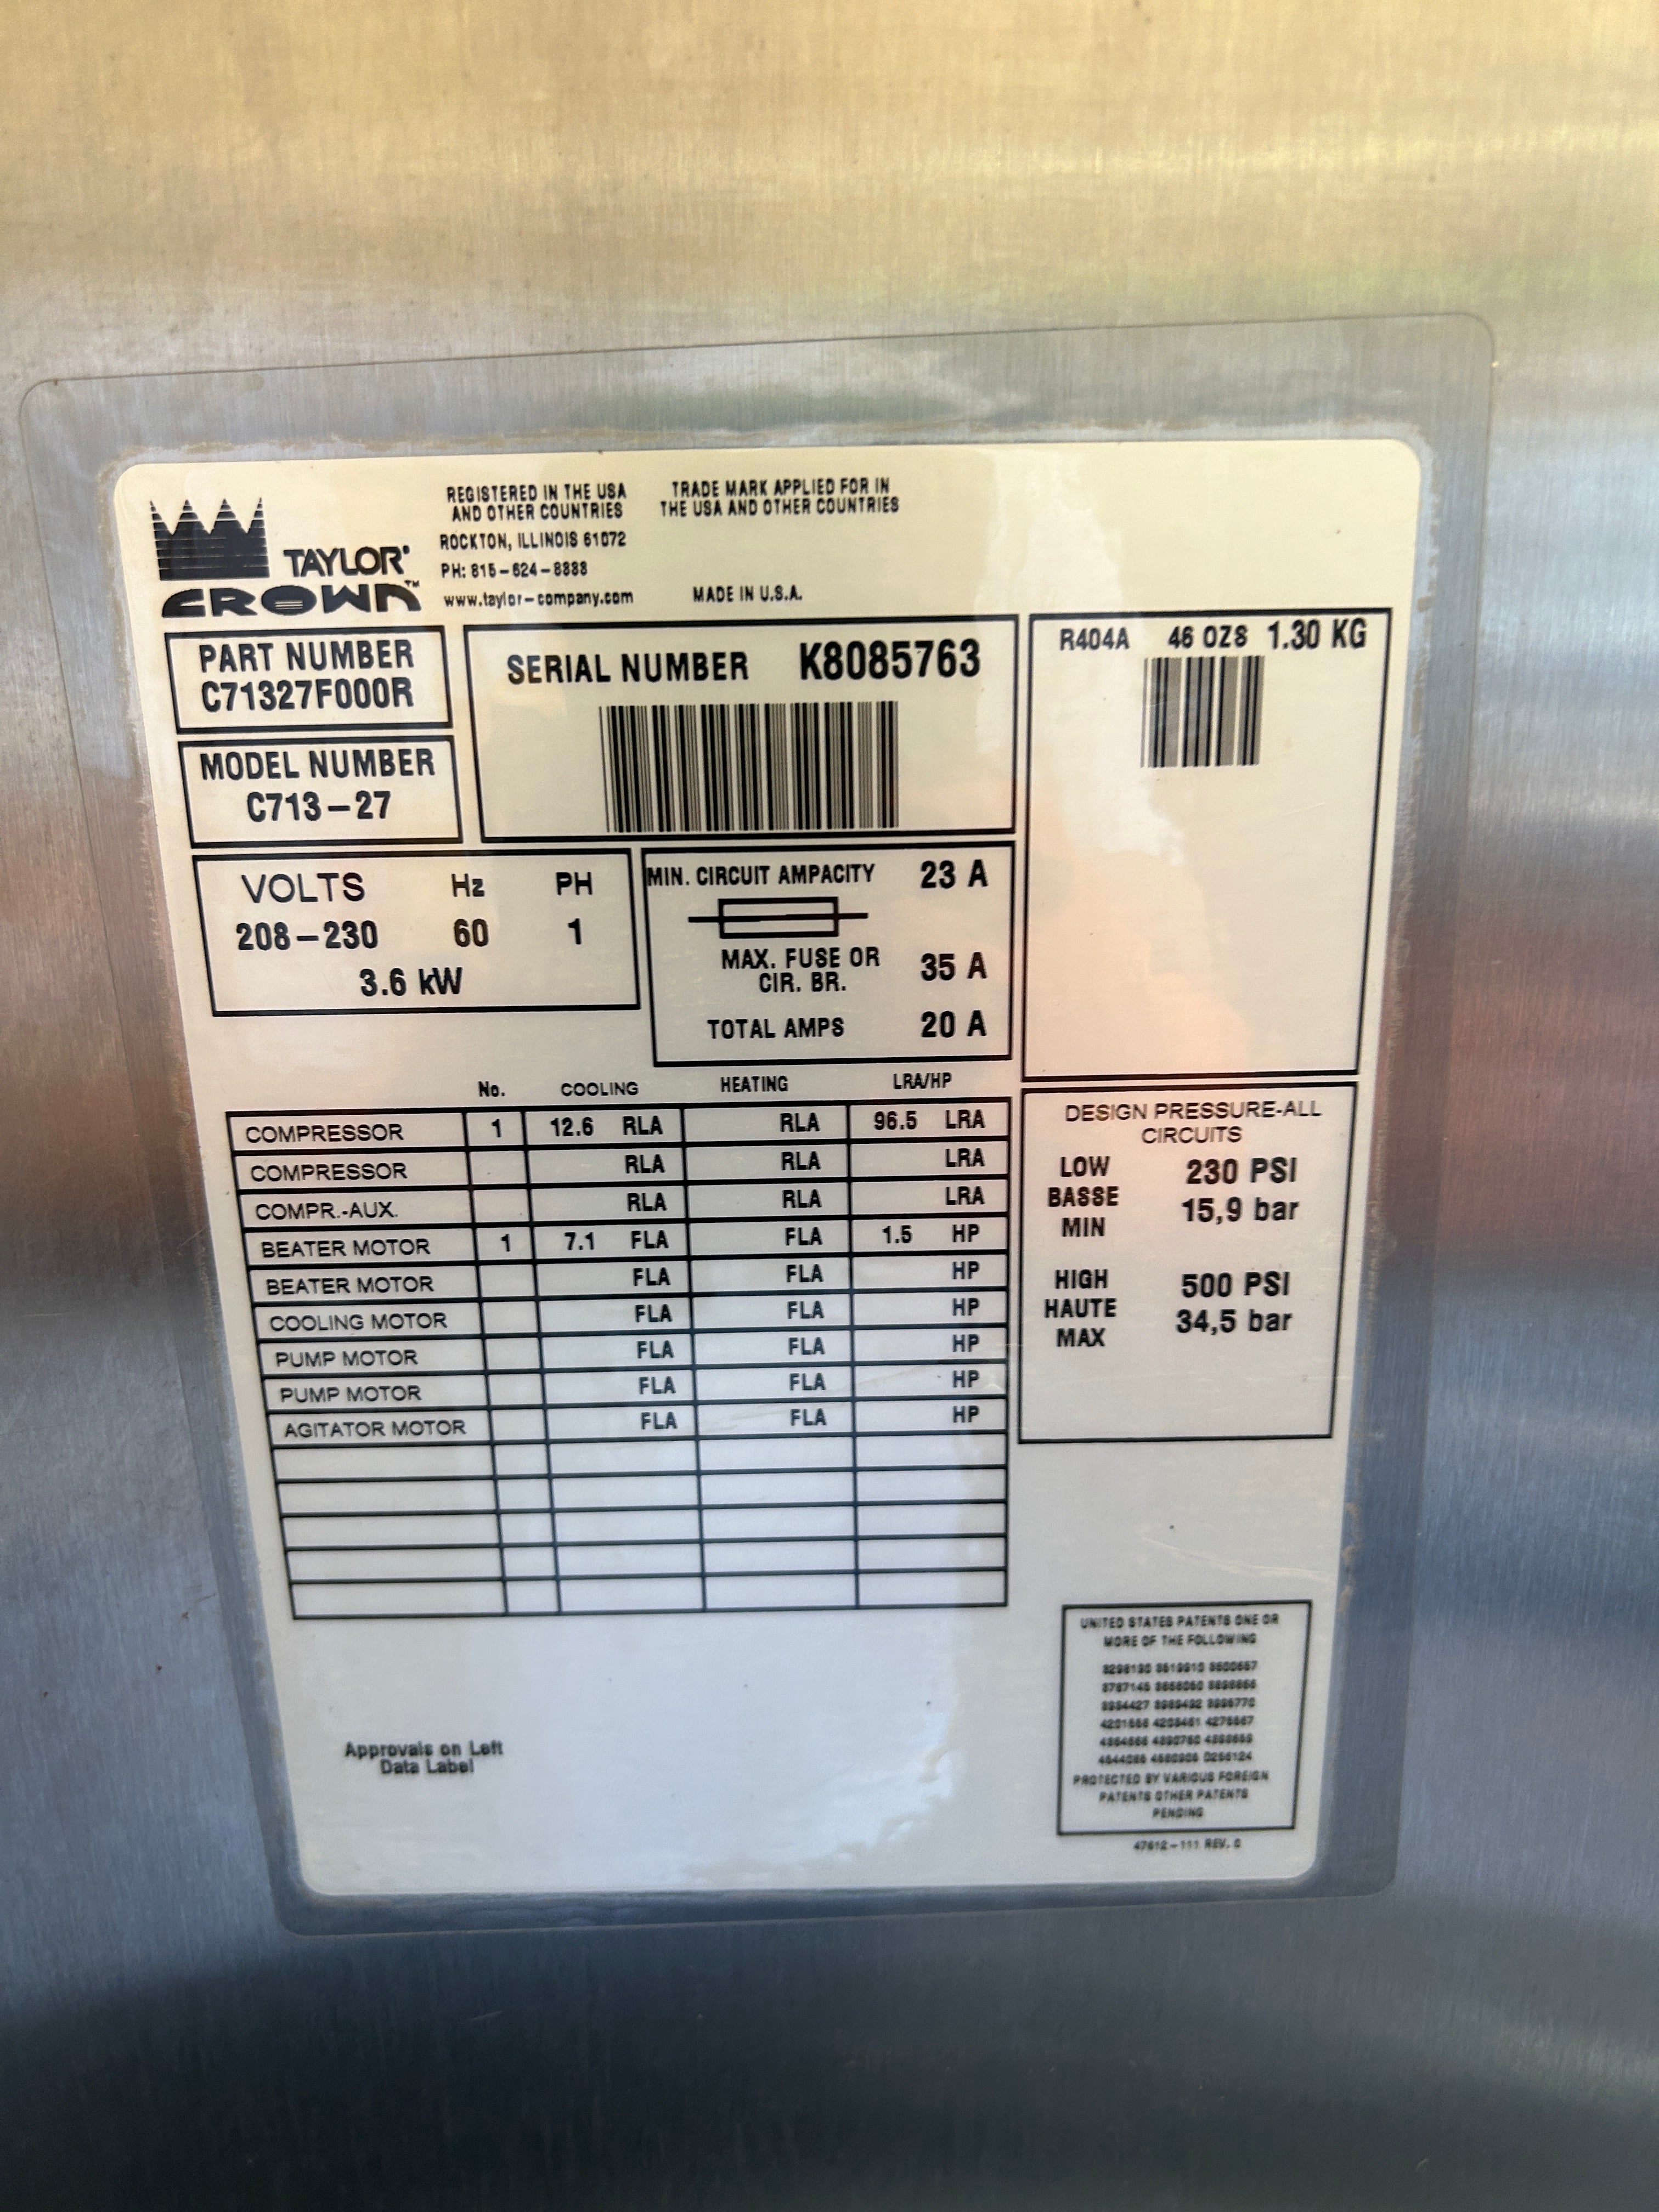 TAYLOR®
CROWN™
REGISTERED IN THE USA
AND OTHER COUNTRIES
ROCKTON, ILLINOIS 61072
PH: 815-624-8333
www.taylor-company.com
TRADE MARK APPLIED FOR IN
THE USA AND OTHER COUNTRIES
MADE IN U.S.A.
PART NUMBER
C71327F000R
MODEL NUMBER
C713-27
SERIAL NUMBER K8085763
R404A 46 OZS 1.30 KG
VOLTS Hz PH
208-230 60 1
3.6 kW
MIN. CIRCUIT AMPACITY 23 A
MAX. FUSE OR
CIR. BR. 35 A
TOTAL AMPS 20 A
No. COOLING HEATING LRA/HP
COMPRESSOR 1 12.6 RLA RLA 96.5 LRA
COMPRESSOR RLA RLA LRA
COMPR.-AUX. RLA RLA LRA
BEATER MOTOR 1 7.1 FLA FLA 1.5 HP
BEATER MOTOR FLA FLA HP
COOLING MOTOR FLA FLA HP
PUMP MOTOR FLA FLA HP
PUMP MOTOR FLA FLA HP
AGITATOR MOTOR FLA FLA HP
DESIGN PRESSURE-ALL
CIRCUITS
LOW 230 PSI
BASSE 15,9 bar
MIN
HIGH 500 PSI
HAUTE 34,5 bar
MAX
Approvals on Left
Data Label
UNITED STATES PATENTS ONE OR
MORE OF THE FOLLOWING
PROTECTED BY VARIOUS FOREIGN
PATENTS OTHER PATENTS
PENDING